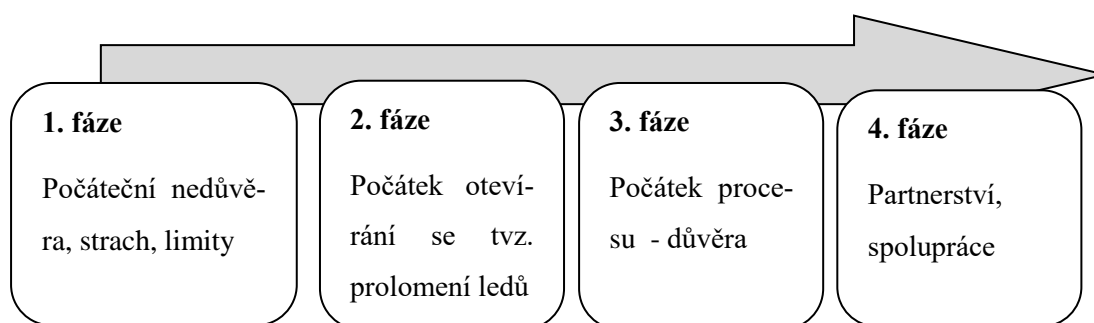 1. fáze
Počáteční nedůvě-
ra, strach, limity
2. fáze
Počátek oteví-
rání se tvz.
prolomení ledů
3. fáze
Počátek proce-
su - důvěra
4. fáze
Partnerství,
spolupráce